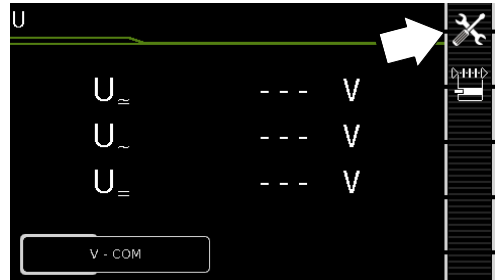 U
U≃ - - - V
U~ - - - V
U= - - - V
V - COM